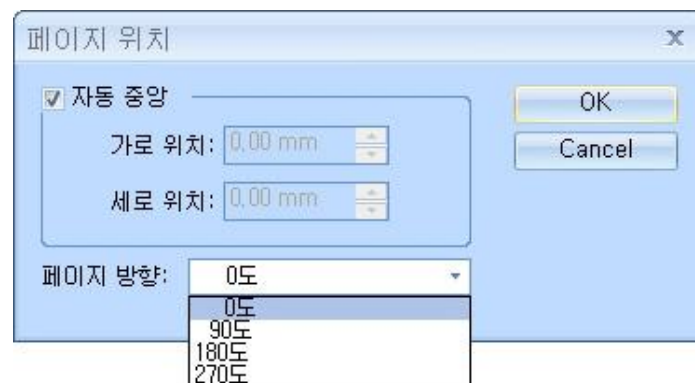 페이지 위치
자동 중앙
OK
가로 위치: 0.00 mm
Cancel
세로 위치: 0.00 mm
페이지 방향: 0도
0도
90도
180도
270도